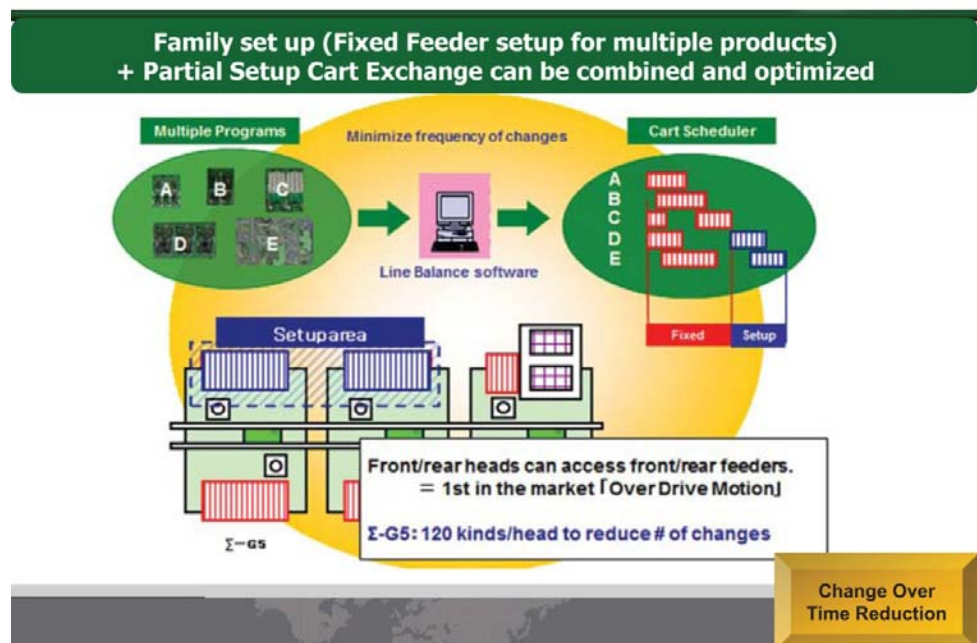 Family set up (Fixed Feeder setup for multiple products)
+ Partial Setup Cart Exchange can be combined and optimized
Multiple Programs
Minimize frequency of changes
Cart Scheduler
A
B
C
D
E
Line Balance software
A
B
C
D
E
Fixed
Setup
Setuparea
Front/rear heads can access front/rear feeders.
= 1st in the market「Over Drive Motion」
Σ-G5: 120 kinds/head to reduce # of changes
Σ-G5
Change Over
Time Reduction